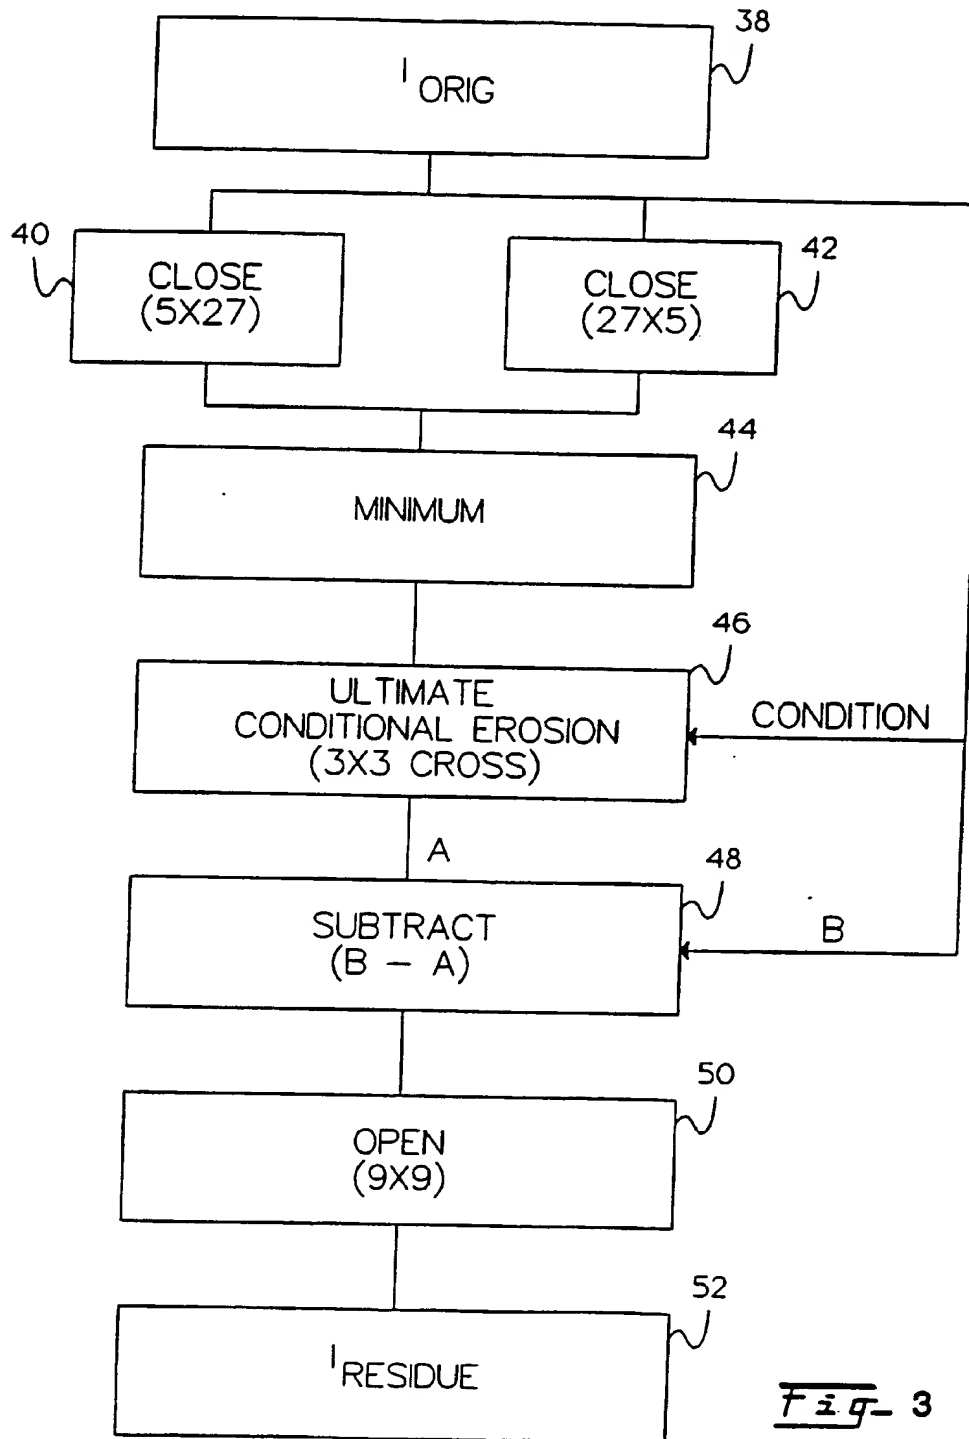 38
I ORIG
40
CLOSE
(5X27)
42
CLOSE
(27X5)
44
MINIMUM
46
ULTIMATE
CONDITIONAL EROSION
(3X3 CROSS)
CONDITION
A
48
SUBTRACT
(B - A)
B
50
OPEN
(9X9)
52
I RESIDUE
Fig- 3